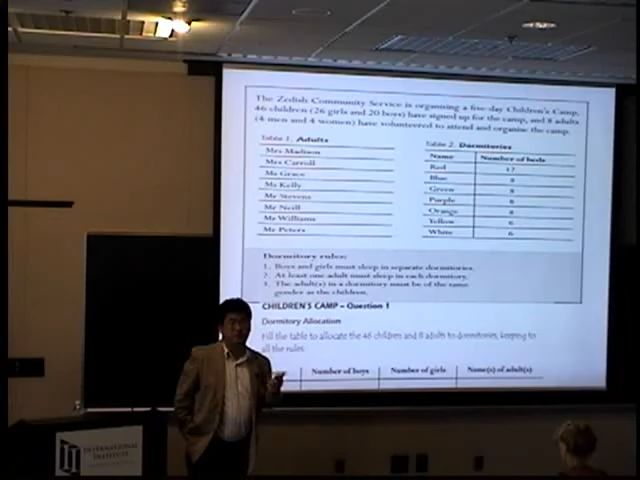 The Zedish Community Service is organising a five-day Children's Camp.
46 children (26 girls and 20 boys) have signed up for the camp, and 8 adults
(4 men and 4 women) have volunteered to attend and organise the camp.
Table 1. Adults
Mrs Madison
Mrs Carroll
Ms Grace
Ms Kelly
Mr Stevens
Mr Neill
Mr Williams
Mr Peters
Table 2. Dormitories
Name Number of beds
Red 12
Blue 8
Green 8
Purple 8
Orange 8
Yellow 6
White 6
Dormitory rules:
1. Boys and girls must sleep in separate dormitories.
2. At least one adult must sleep in each dormitory.
3. The adult(s) in a dormitory must be of the same
gender as the children.
CHILDREN'S CAMP – Question 1
Dormitory Allocation
Fill the table to allocate the 46 children and 8 adults to dormitories, keeping to
all the rules.
Number of boys Number of girls Name(s) of adult(s)
INTERNATIONAL
INSTITUTE